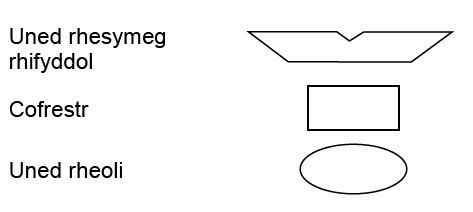 Uned rhesymeg
rhifyddol
Cofrestr
Uned rheoli